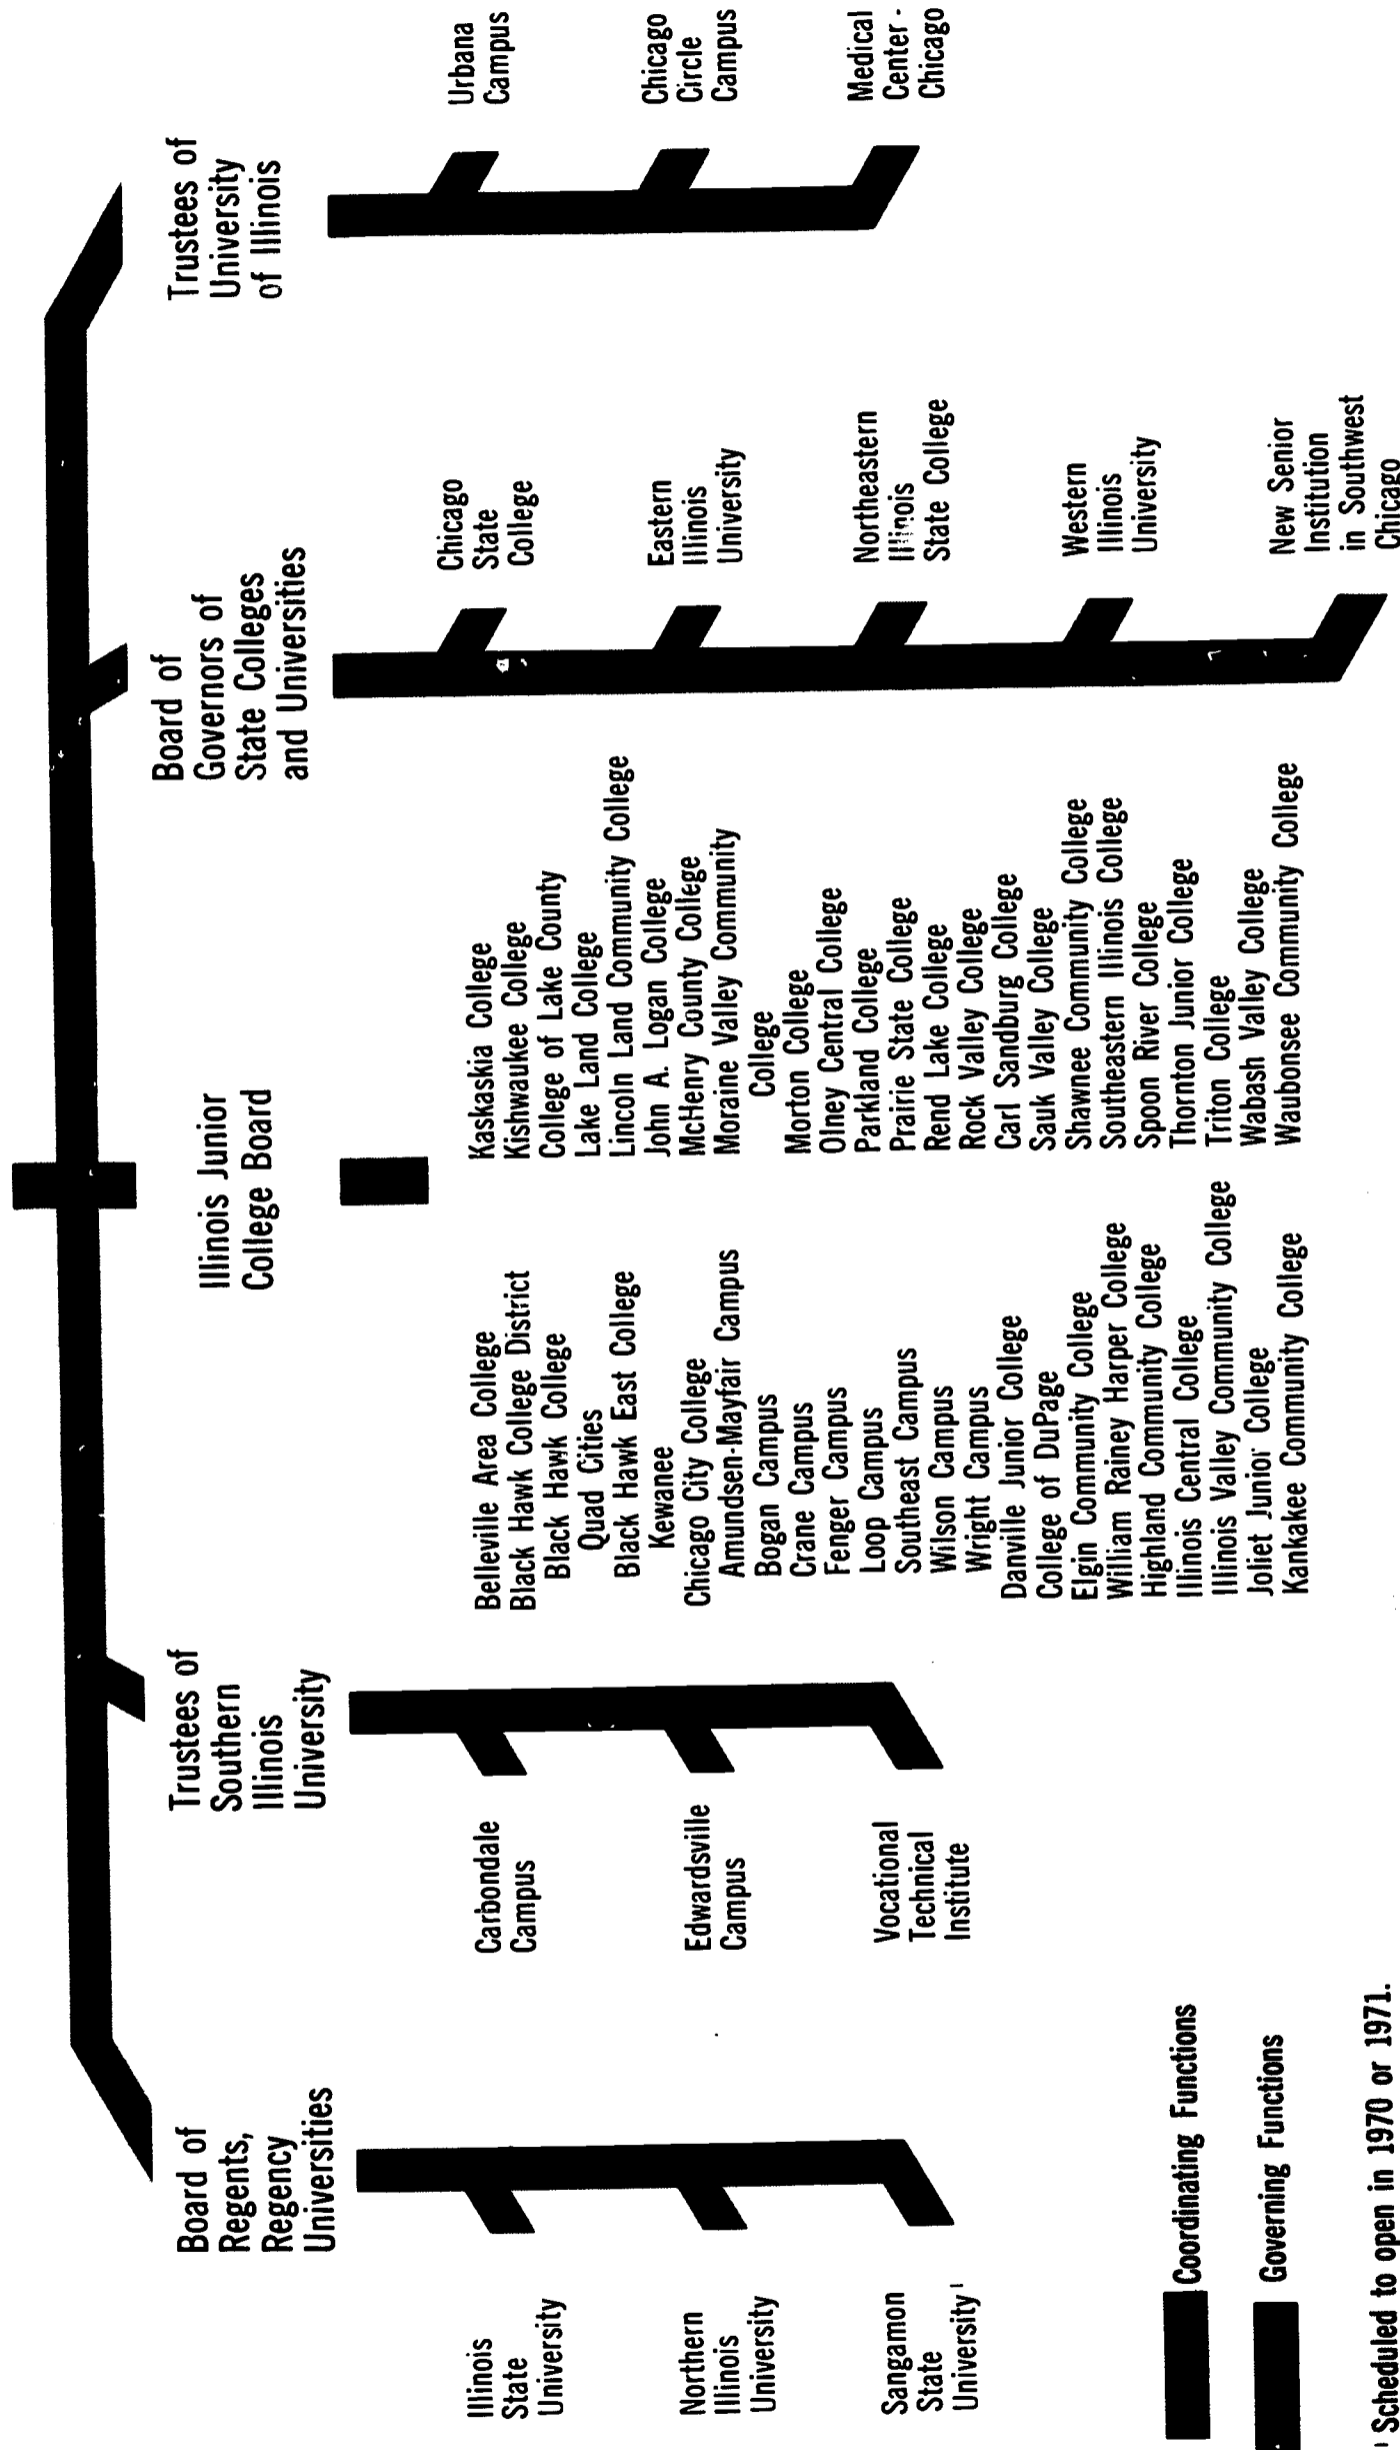 Board of
Regents,
Regency
Universities
Illinois
State
University
Northern
Illinois
University
Sangamon
State
University¹
Trustees of
Southern
Illinois
University
Carbondale
Campus
Edwardsville
Campus
Vocational
Technical
Institute
Illinois Junior
College Board
Belleville Area College
Black Hawk College District
Black Hawk College
Quad Cities
Black Hawk East College
Kewanee
Chicago City College
Amundsen-Mayfair Campus
Bogan Campus
Crane Campus
Fenger Campus
Loop Campus
Southeast Campus
Wilson Campus
Wright Campus
Danville Junior College
College of DuPage
Elgin Community College
William Rainey Harper College
Highland Community College
Illinois Central College
Illinois Valley Community College
Joliet Junior College
Kankakee Community College
Kaskaskia College
Kishwaukee College
College of Lake County
Lake Land College
Lincoln Land Community College
John A. Logan College
McHenry County College
Moraine Valley Community
College
Morton College
Olney Central College
Parkland College
Prairie State College
Rend Lake College
Rock Valley College
Carl Sandburg College
Sauk Valley College
Shawnee Community College
Southeastern Illinois College
Spoon River College
Thornton Junior College
Triton College
Wabash Valley College
Waubonsee Community College
Board of
Governors of
State Colleges
and Universities
Chicago
State
College
Eastern
Illinois
University
Northeastern
Illinois
State College
Western
Illinois
University
New Senior
Institution
in Southwest
Chicago
Trustees of
University
of Illinois
Urbana
Campus
Chicago
Circle
Campus
Medical
Center -
Chicago
Coordinating Functions
Governing Functions
¹ Scheduled to open in 1970 or 1971.